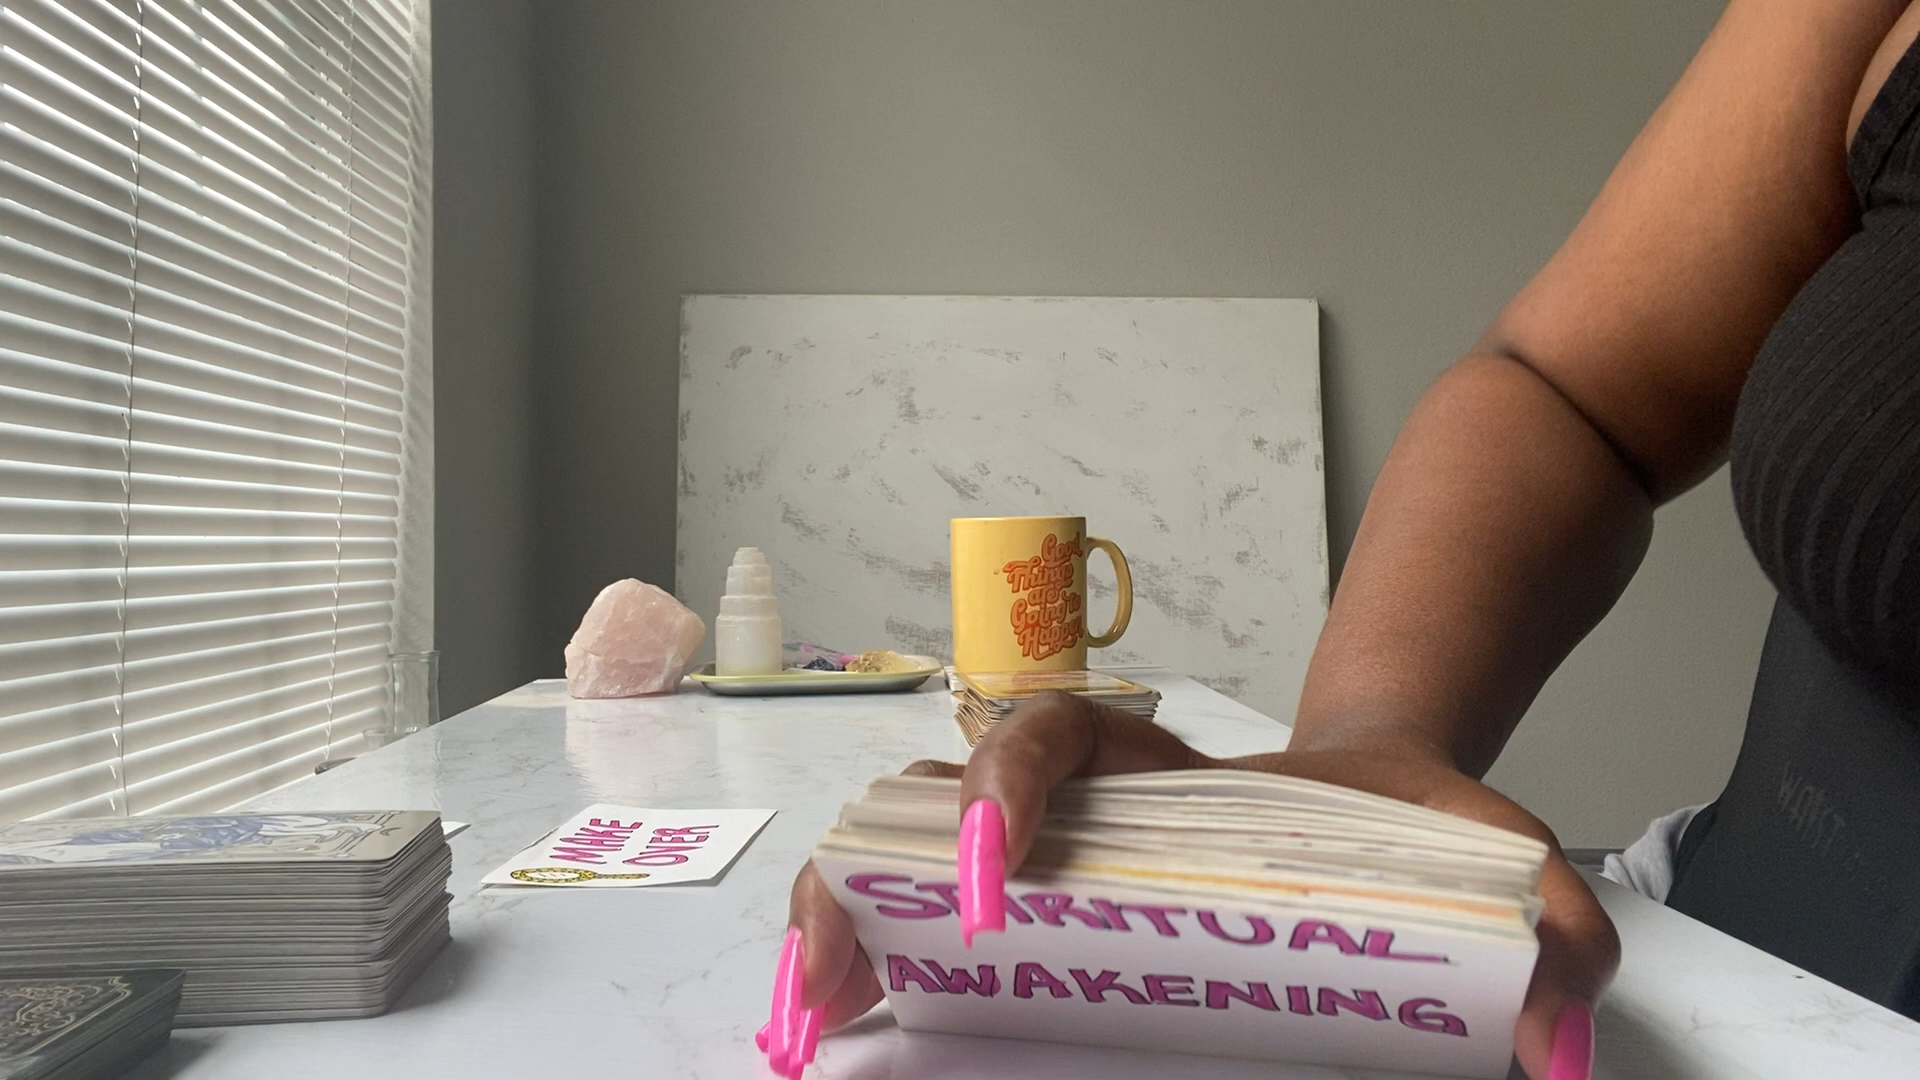 Good
Things
are
Going to
Happen
MAKE
OVER
SPIRITUAL
AWAKENING